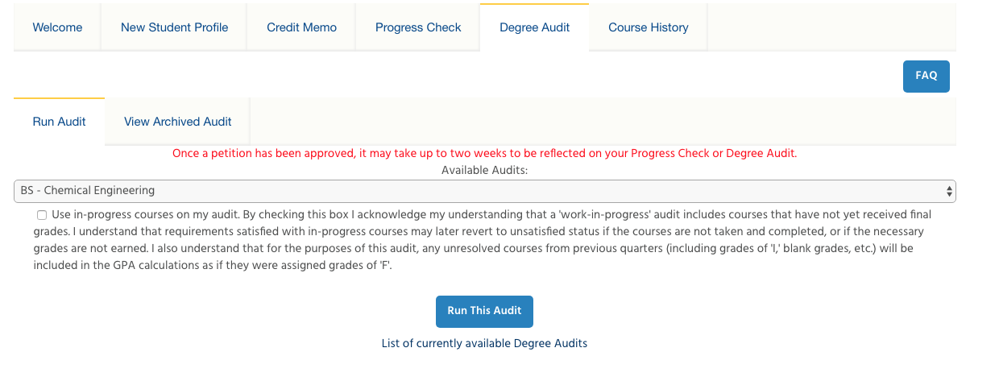 Welcome New Student Profile Credit Memo Progress Check Degree Audit Course History
FAQ
Run Audit View Archived Audit
Once a petition has been approved, it may take up to two weeks to be reflected on your Progress Check or Degree Audit.
Available Audits:
BS - Chemical Engineering
Use in-progress courses on my audit. By checking this box I acknowledge my understanding that a 'work-in-progress' audit includes courses that have not yet received final
grades. I understand that requirements satisfied with in-progress courses may later revert to unsatisfied status if the courses are not taken and completed, or if the necessary
grades are not earned. I also understand that for the purposes of this audit, any unresolved courses from previous quarters (including grades of 'I,' blank grades, etc.) will be
included in the GPA calculations as if they were assigned grades of 'F'.
Run This Audit
List of currently available Degree Audits